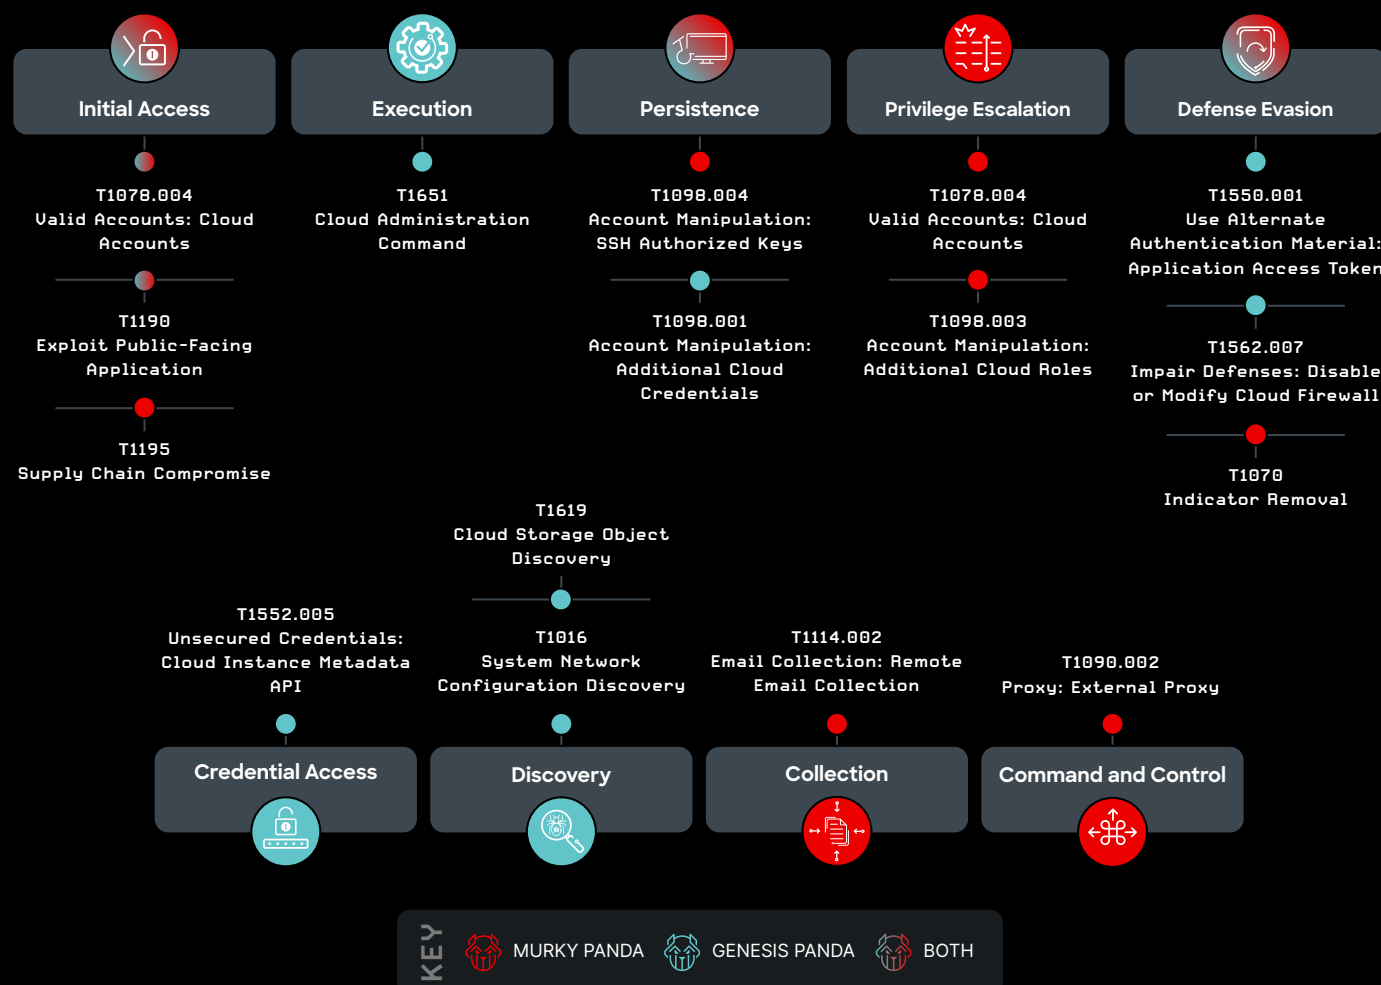 Initial Access
T1078.004
Valid Accounts: Cloud
Accounts
T1190
Exploit Public-Facing
Application
T1195
Supply Chain Compromise
Execution
T1651
Cloud Administration
Command
Persistence
T1098.004
Account Manipulation:
SSH Authorized Keys
T1098.001
Account Manipulation:
Additional Cloud
Credentials
Privilege Escalation
T1078.004
Valid Accounts: Cloud
Accounts
T1098.003
Account Manipulation:
Additional Cloud Roles
Defense Evasion
T1550.001
Use Alternate
Authentication Material:
Application Access Token
T1562.007
Impair Defenses: Disable
or Modify Cloud Firewall
T1070
Indicator Removal
T1552.005
Unsecured Credentials:
Cloud Instance Metadata
API
Credential Access
T1619
Cloud Storage Object
Discovery
T1016
System Network
Configuration Discovery
Discovery
T1114.002
Email Collection: Remote
Email Collection
Collection
T1090.002
Proxy: External Proxy
Command and Control
KEY
MURKY PANDA
GENESIS PANDA
BOTH